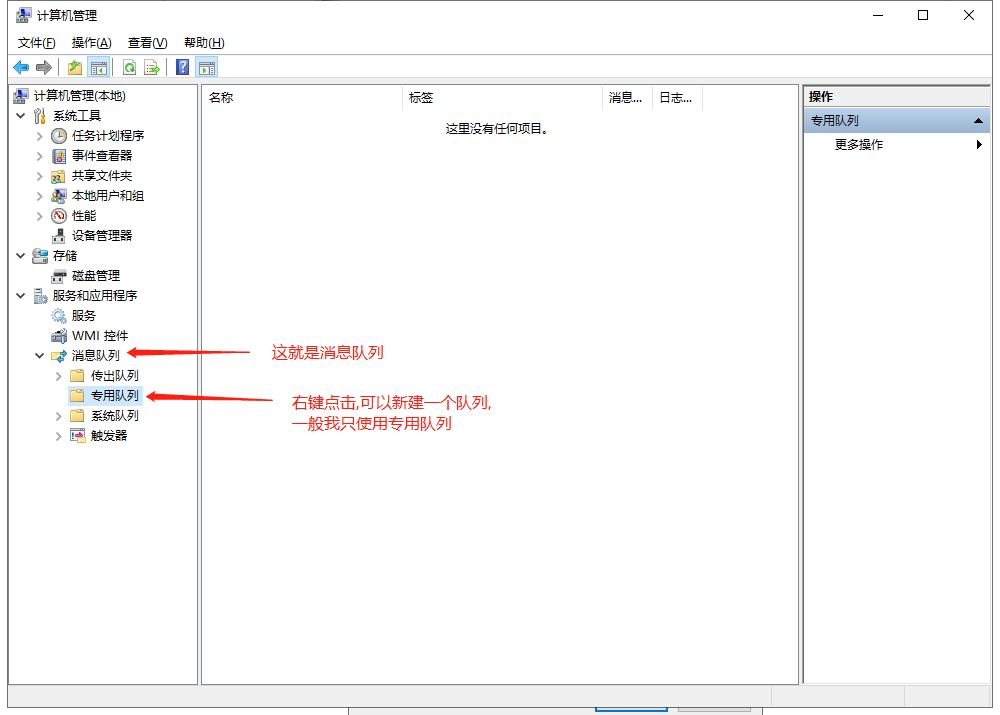 计算机管理
文件(F) 操作(A) 查看(V) 帮助(H)
计算机管理(本地)
系统工具
任务计划程序
事件查看器
共享文件夹
本地用户和组
性能
设备管理器
存储
磁盘管理
服务和应用程序
服务
WMI 控件
消息队列
传出队列
专用队列
系统队列
触发器
名称 标签 消息... 日志...
这里没有任何项目。
这就是消息队列
右键点击,可以新建一个队列,
一般我只使用专用队列
操作
专用队列
更多操作